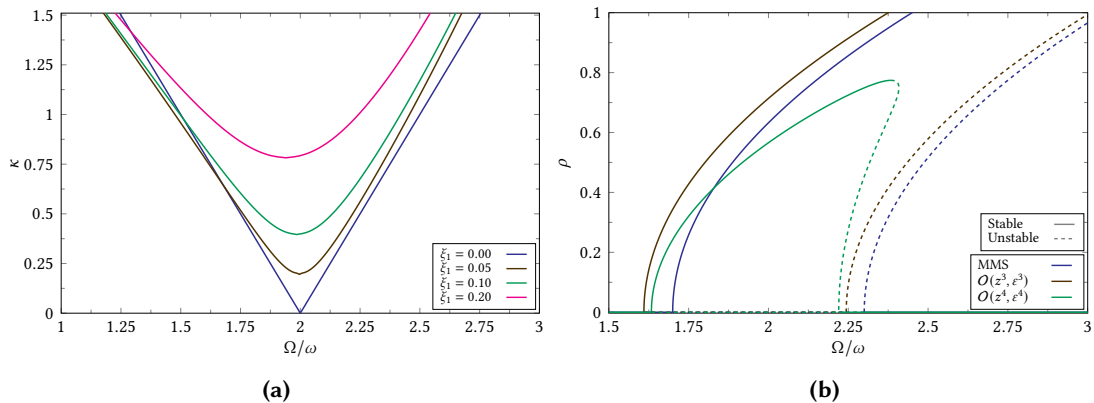 1.5
1.25
1
0.75
0.5
0.25
0
κ
1 1.25 1.5 1.75 2 2.25 2.5 2.75 3
Ω/ω
ξ₁ = 0.00
ξ₁ = 0.05
ξ₁ = 0.10
ξ₁ = 0.20
(a)
1
0.8
0.6
0.4
0.2
0
ρ
1.5 1.75 2 2.25 2.5 2.75 3
Ω/ω
Stable
Unstable
MMS
𝒪(z³, ε³)
𝒪(z⁴, ε⁴)
(b)